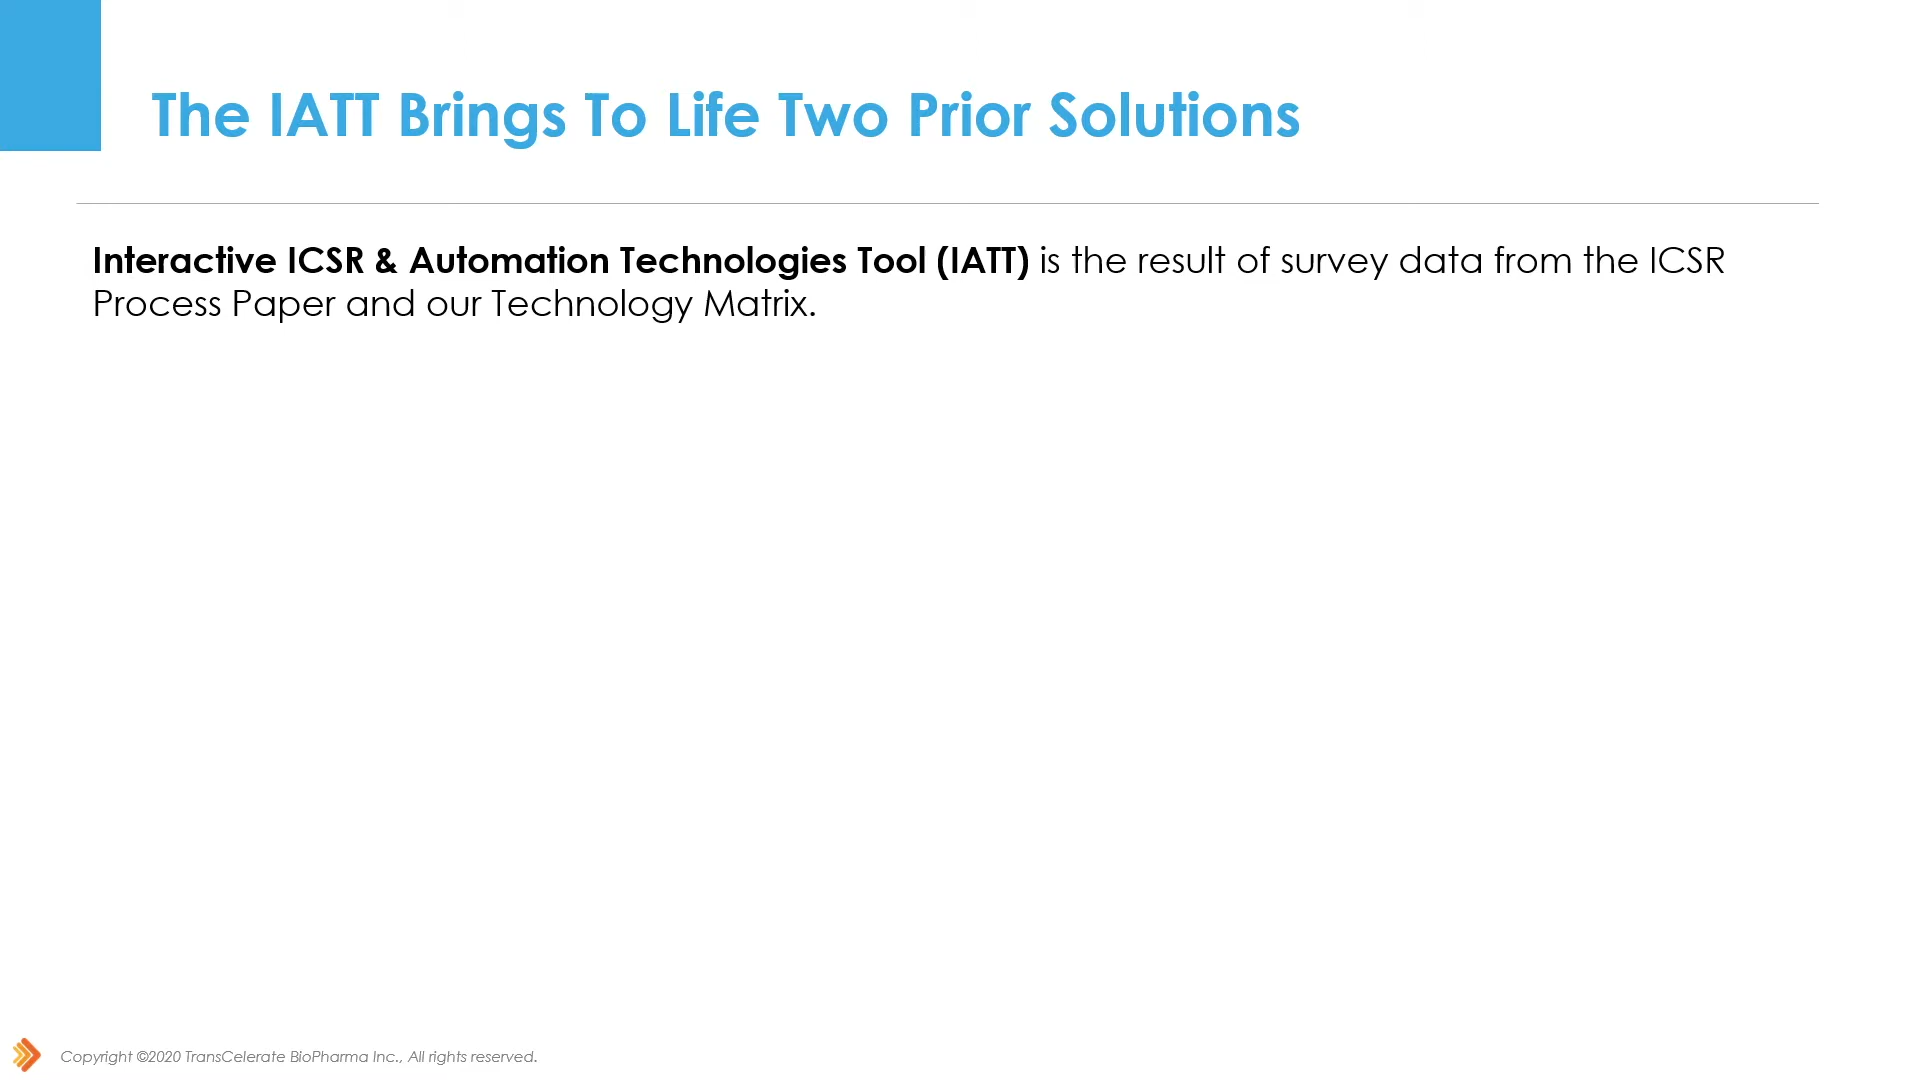 The IATT Brings To Life Two Prior Solutions
Interactive ICSR & Automation Technologies Tool (IATT) is the result of survey data from the ICSR
Process Paper and our Technology Matrix.
Copyright ©2020 TransCelerate BioPharma Inc., All rights reserved.